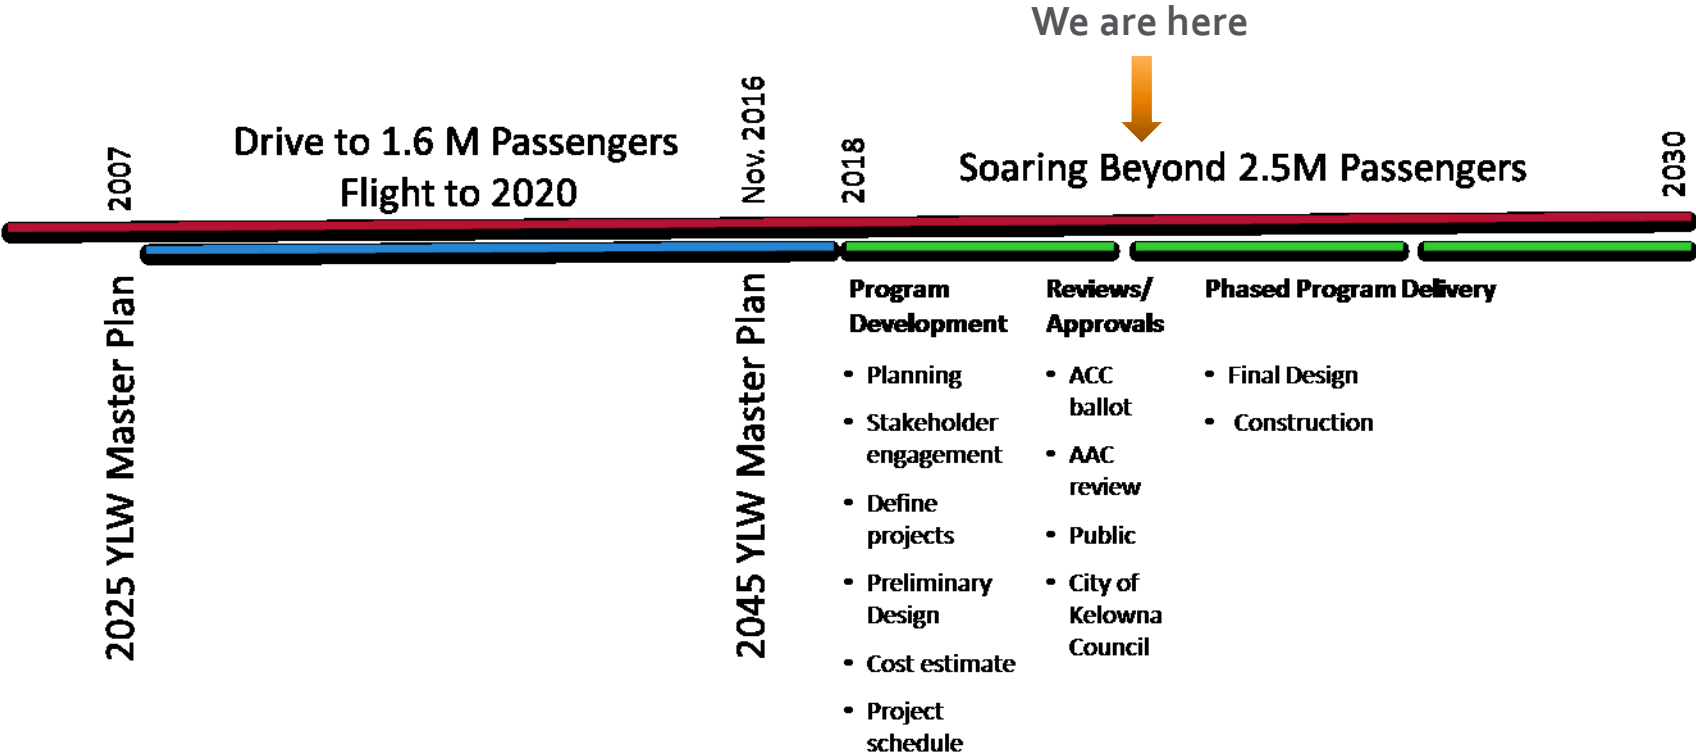 We are here
2007
Drive to 1.6 M Passengers
Flight to 2020
Nov. 2016
2018
Soaring Beyond 2.5M Passengers
2030
2025 YLW Master Plan
2045 YLW Master Plan
Program
Development
• Planning
• Stakeholder
engagement
• Define
projects
• Preliminary
Design
• Cost estimate
• Project
schedule
Reviews/
Approvals
• ACC
ballot
• AAC
review
• Public
• City of
Kelowna
Council
Phased Program Delivery
• Final Design
• Construction